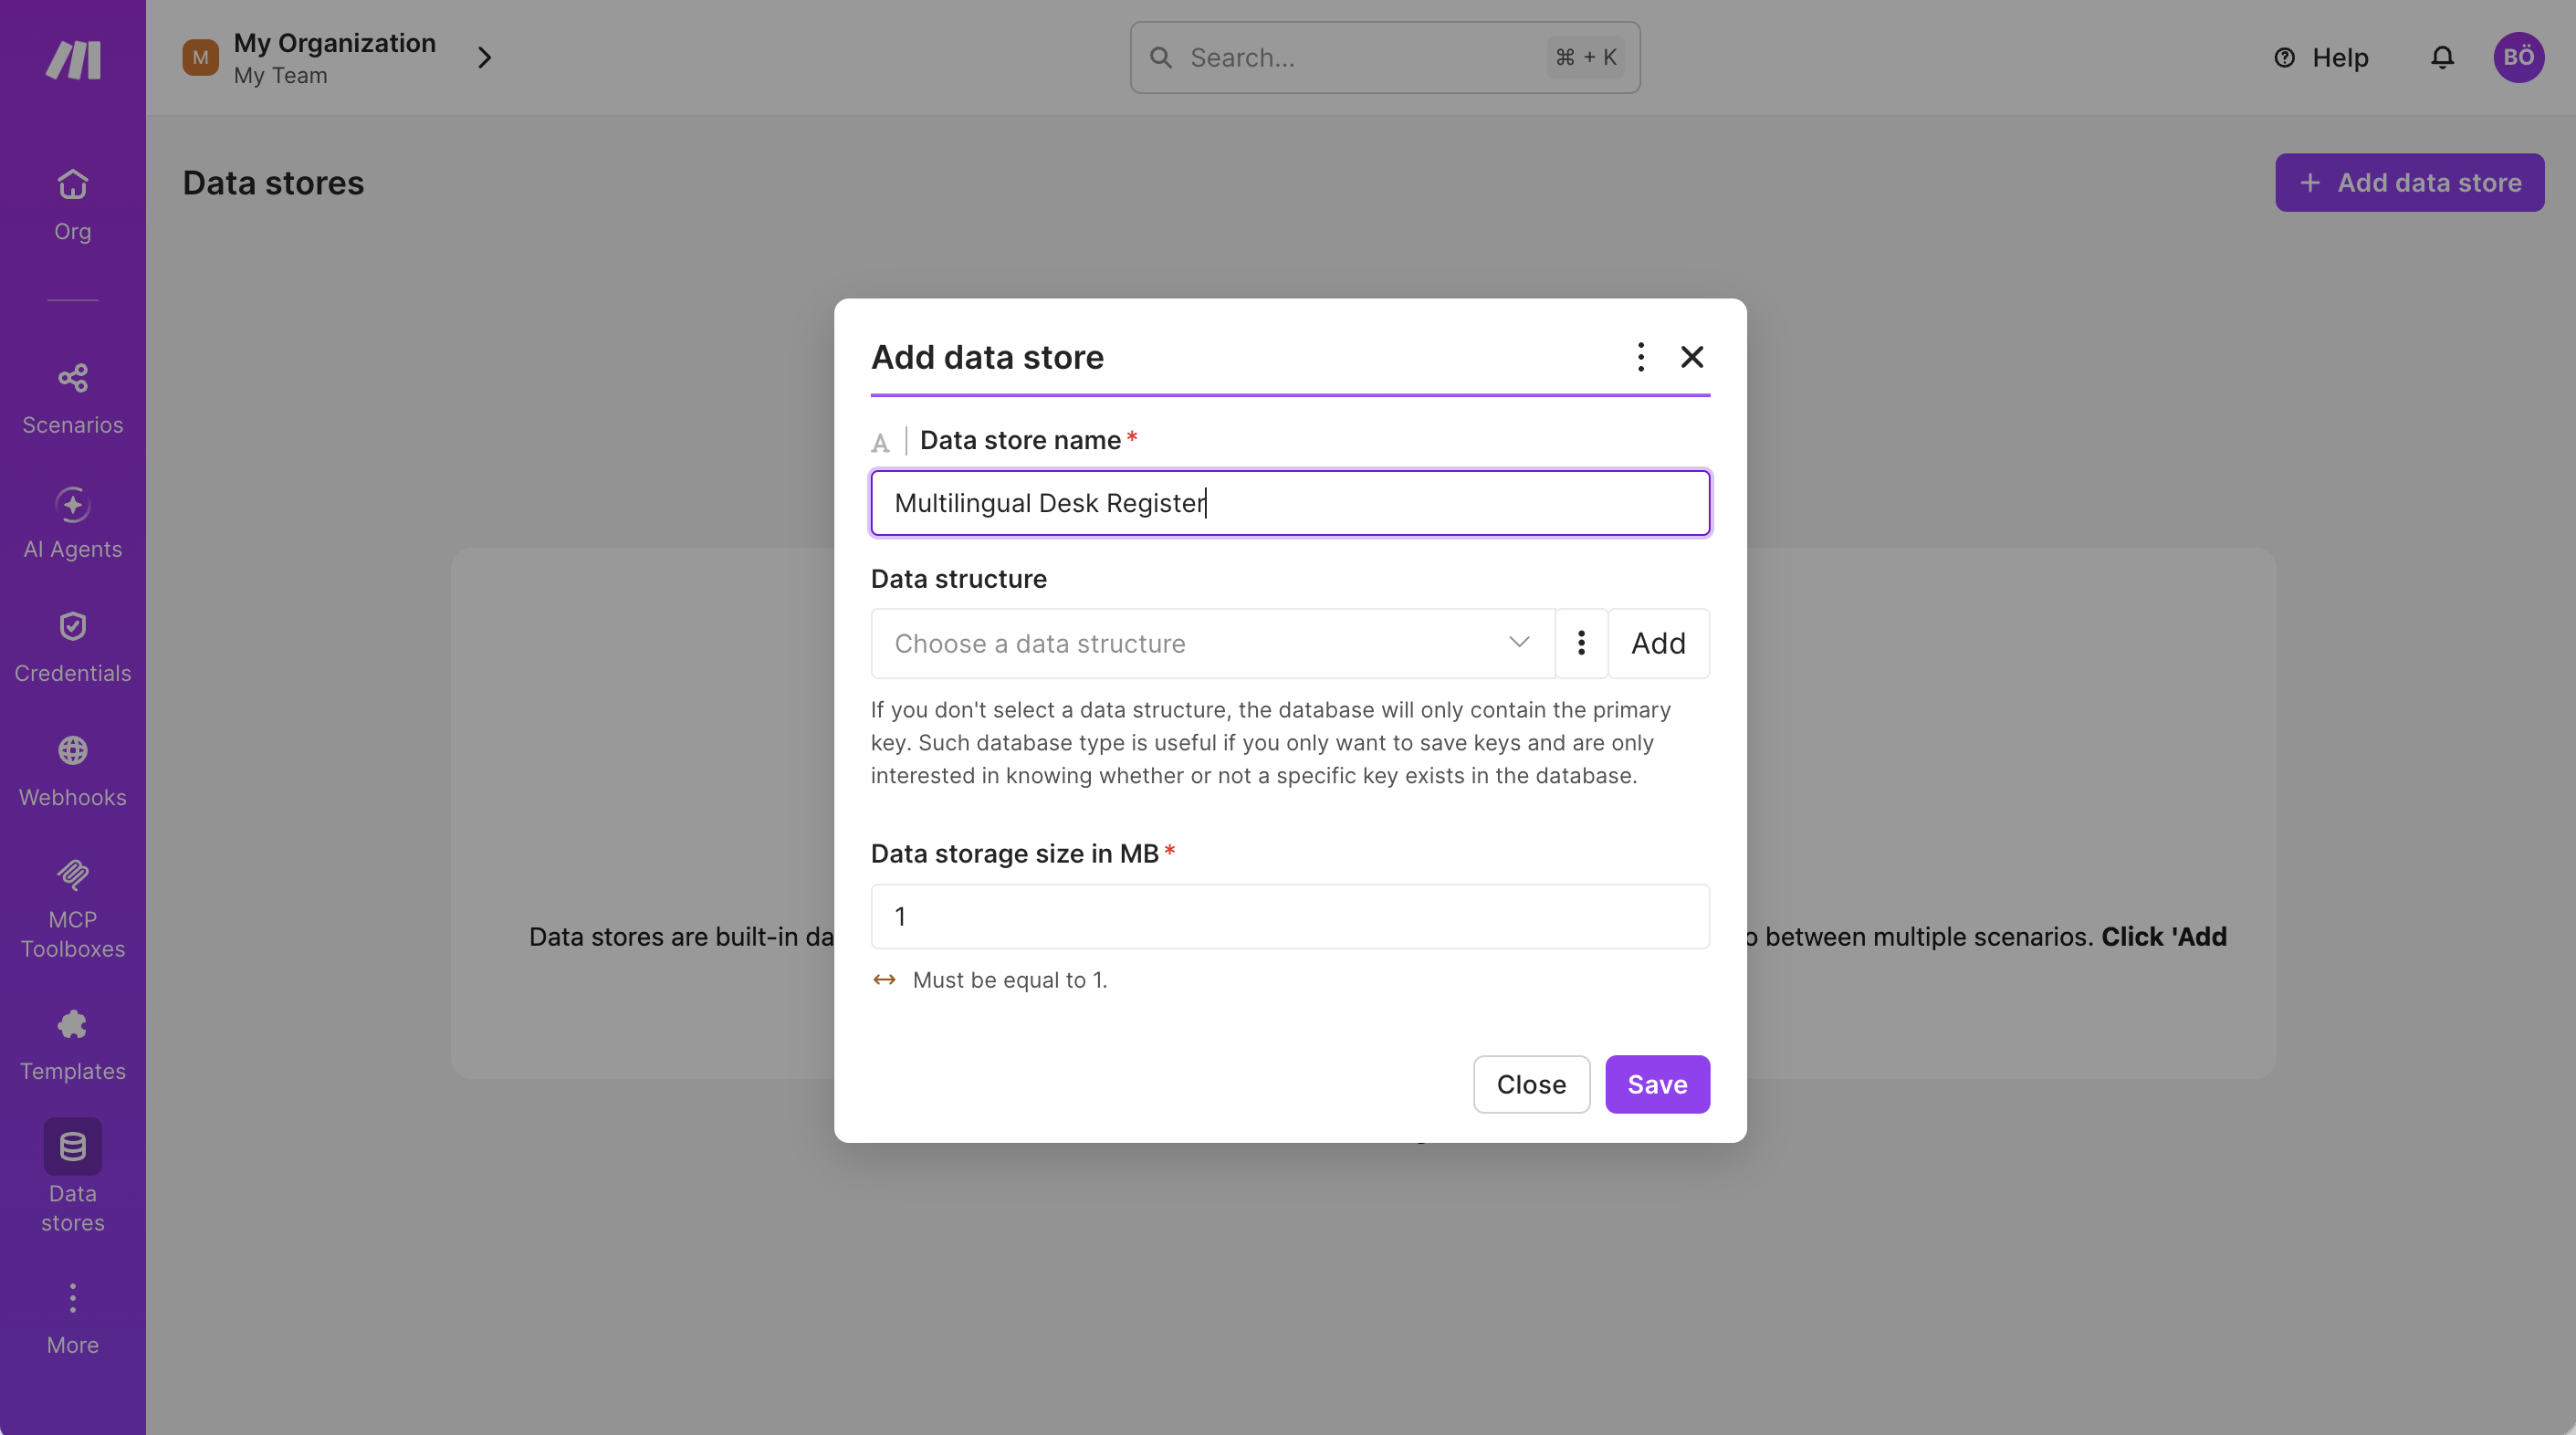 M
My Organization
My Team
Search...
⌘ + K
Help
BÖ
Org
Scenarios
AI Agents
Credentials
Webhooks
MCP
Toolboxes
Templates
Data
stores
More
Data stores
+ Add data store
Data stores are built-in da
o between multiple scenarios. Click 'Add
Add data store
A
Data store name*
Multilingual Desk Register
Data structure
Choose a data structure
Add
If you don't select a data structure, the database will only contain the primary
key. Such database type is useful if you only want to save keys and are only
interested in knowing whether or not a specific key exists in the database.
Data storage size in MB*
1
Must be equal to 1.
Close
Save